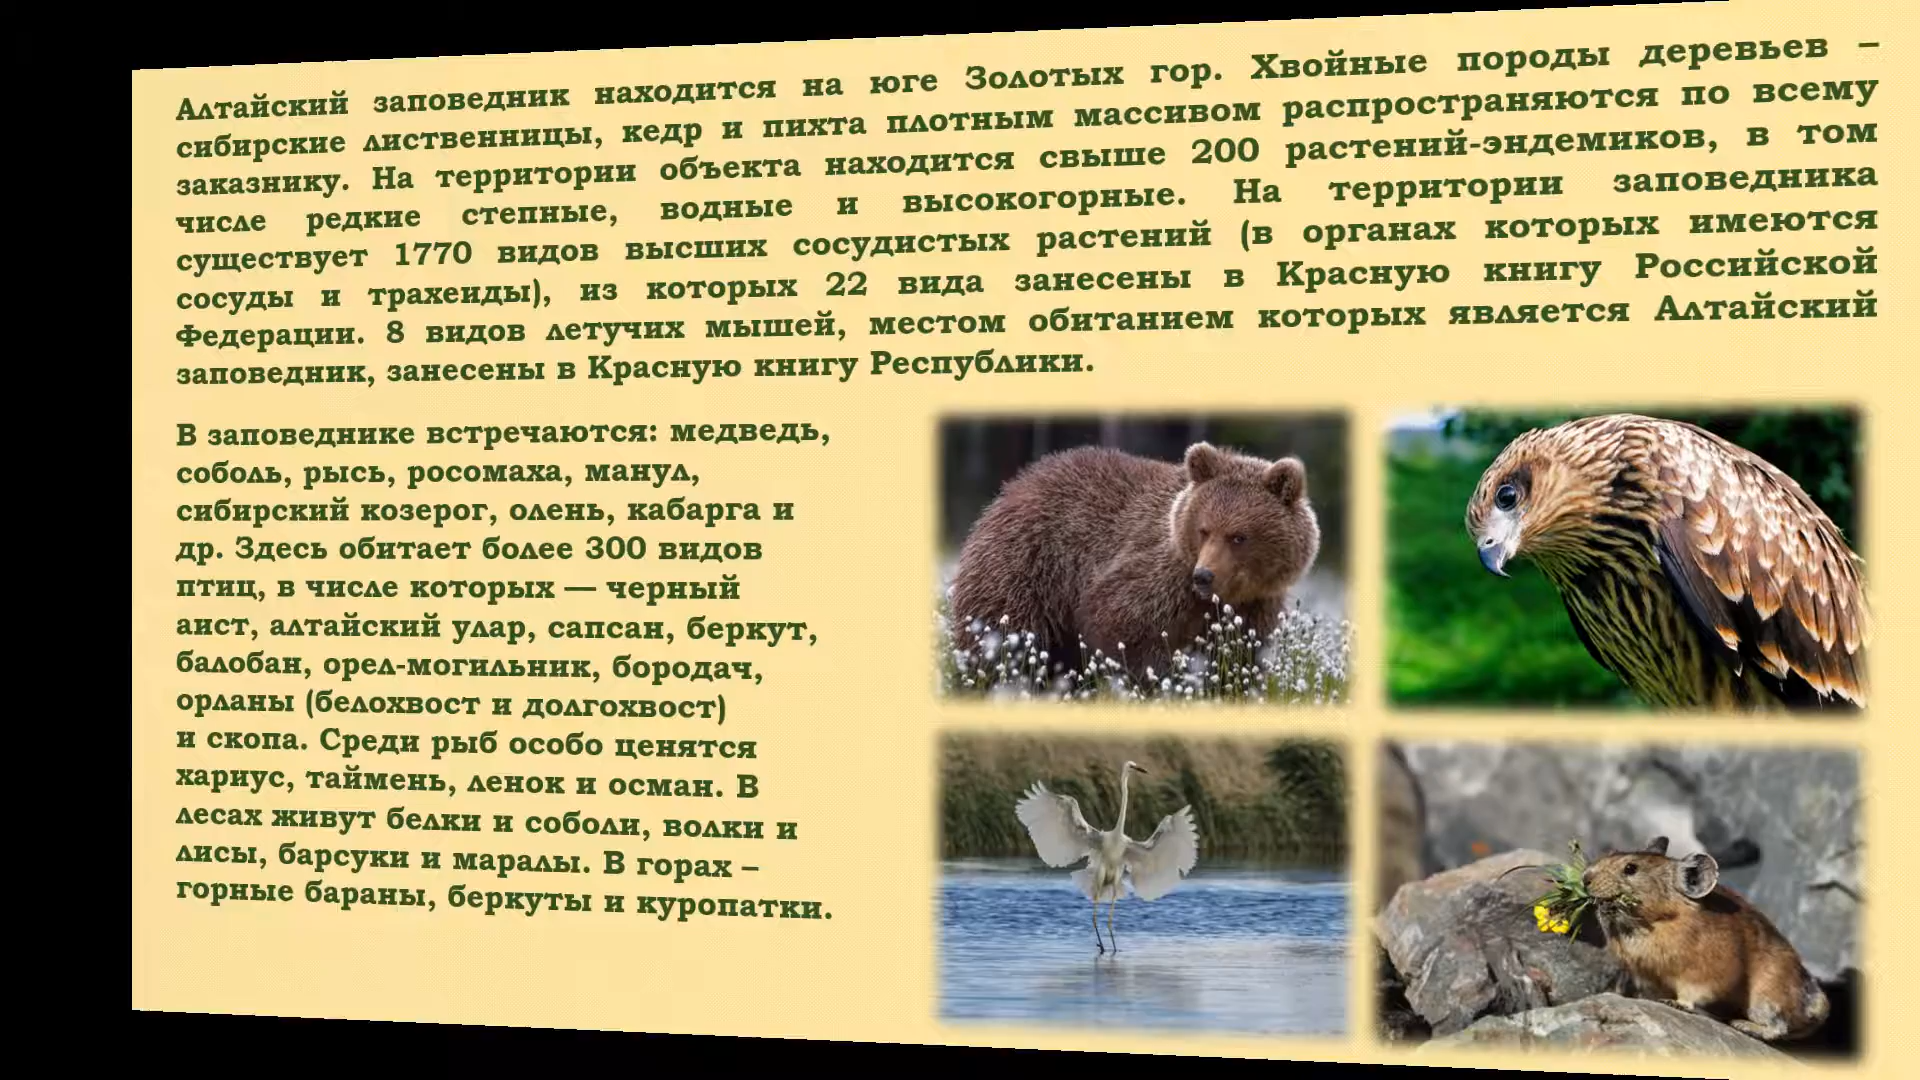 Алтайский заповедник находится на юге Золотых гор. Хвойные породы деревьев –
сибирские лиственницы, кедр и пихта плотным массивом распространяются по всему
заказнику. На территории объекта находится свыше 200 растений-эндемиков, в том
числе редкие степные, водные и высокогорные. На территории заповедника
существует 1770 видов высших сосудистых растений (в органах которых имеются
сосуды и трахеиды), из которых 22 вида занесены в Красную книгу Российской
Федерации. 8 видов летучих мышей, местом обитанием которых является Алтайский
заповедник, занесены в Красную книгу Республики.
В заповеднике встречаются: медведь,
соболь, рысь, росомаха, манул,
сибирский козерог, олень, кабарга и
др. Здесь обитает более 300 видов
птиц, в числе которых — черный
аист, алтайский улар, сапсан, беркут,
балобан, орел-могильник, бородач,
орланы (белохвост и долгохвост)
и скопа. Среди рыб особо ценятся
хариус, таймень, ленок и осман. В
лесах живут белки и соболи, волки и
лисы, барсуки и маралы. В горах –
горные бараны, беркуты и куропатки.